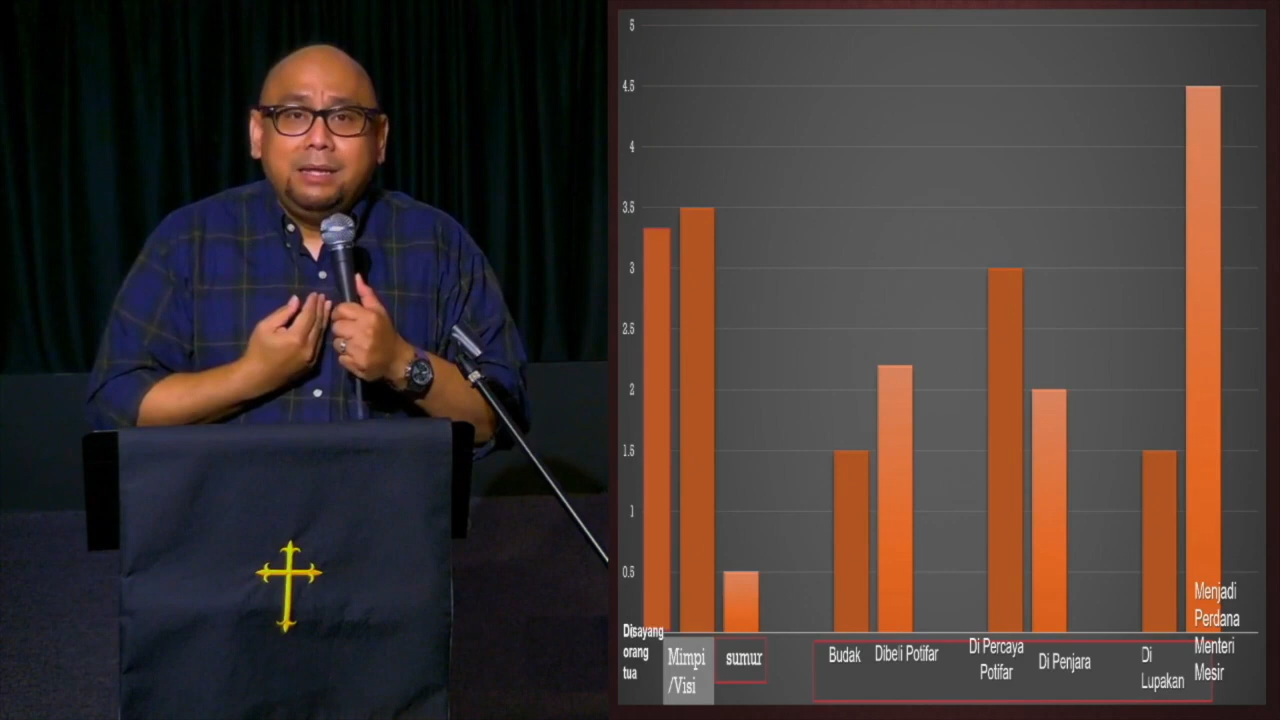 5
4.5
4
3.5
3
2.5
2
1.5
1
0.5
Disayang
orang
tua
Mimpi
/Visi
sumur
Budak
Dibeli Potifar
Di Percaya
Potifar
Di Penjara
Di
Lupakan
Menjadi
Perdana
Menteri
Mesir